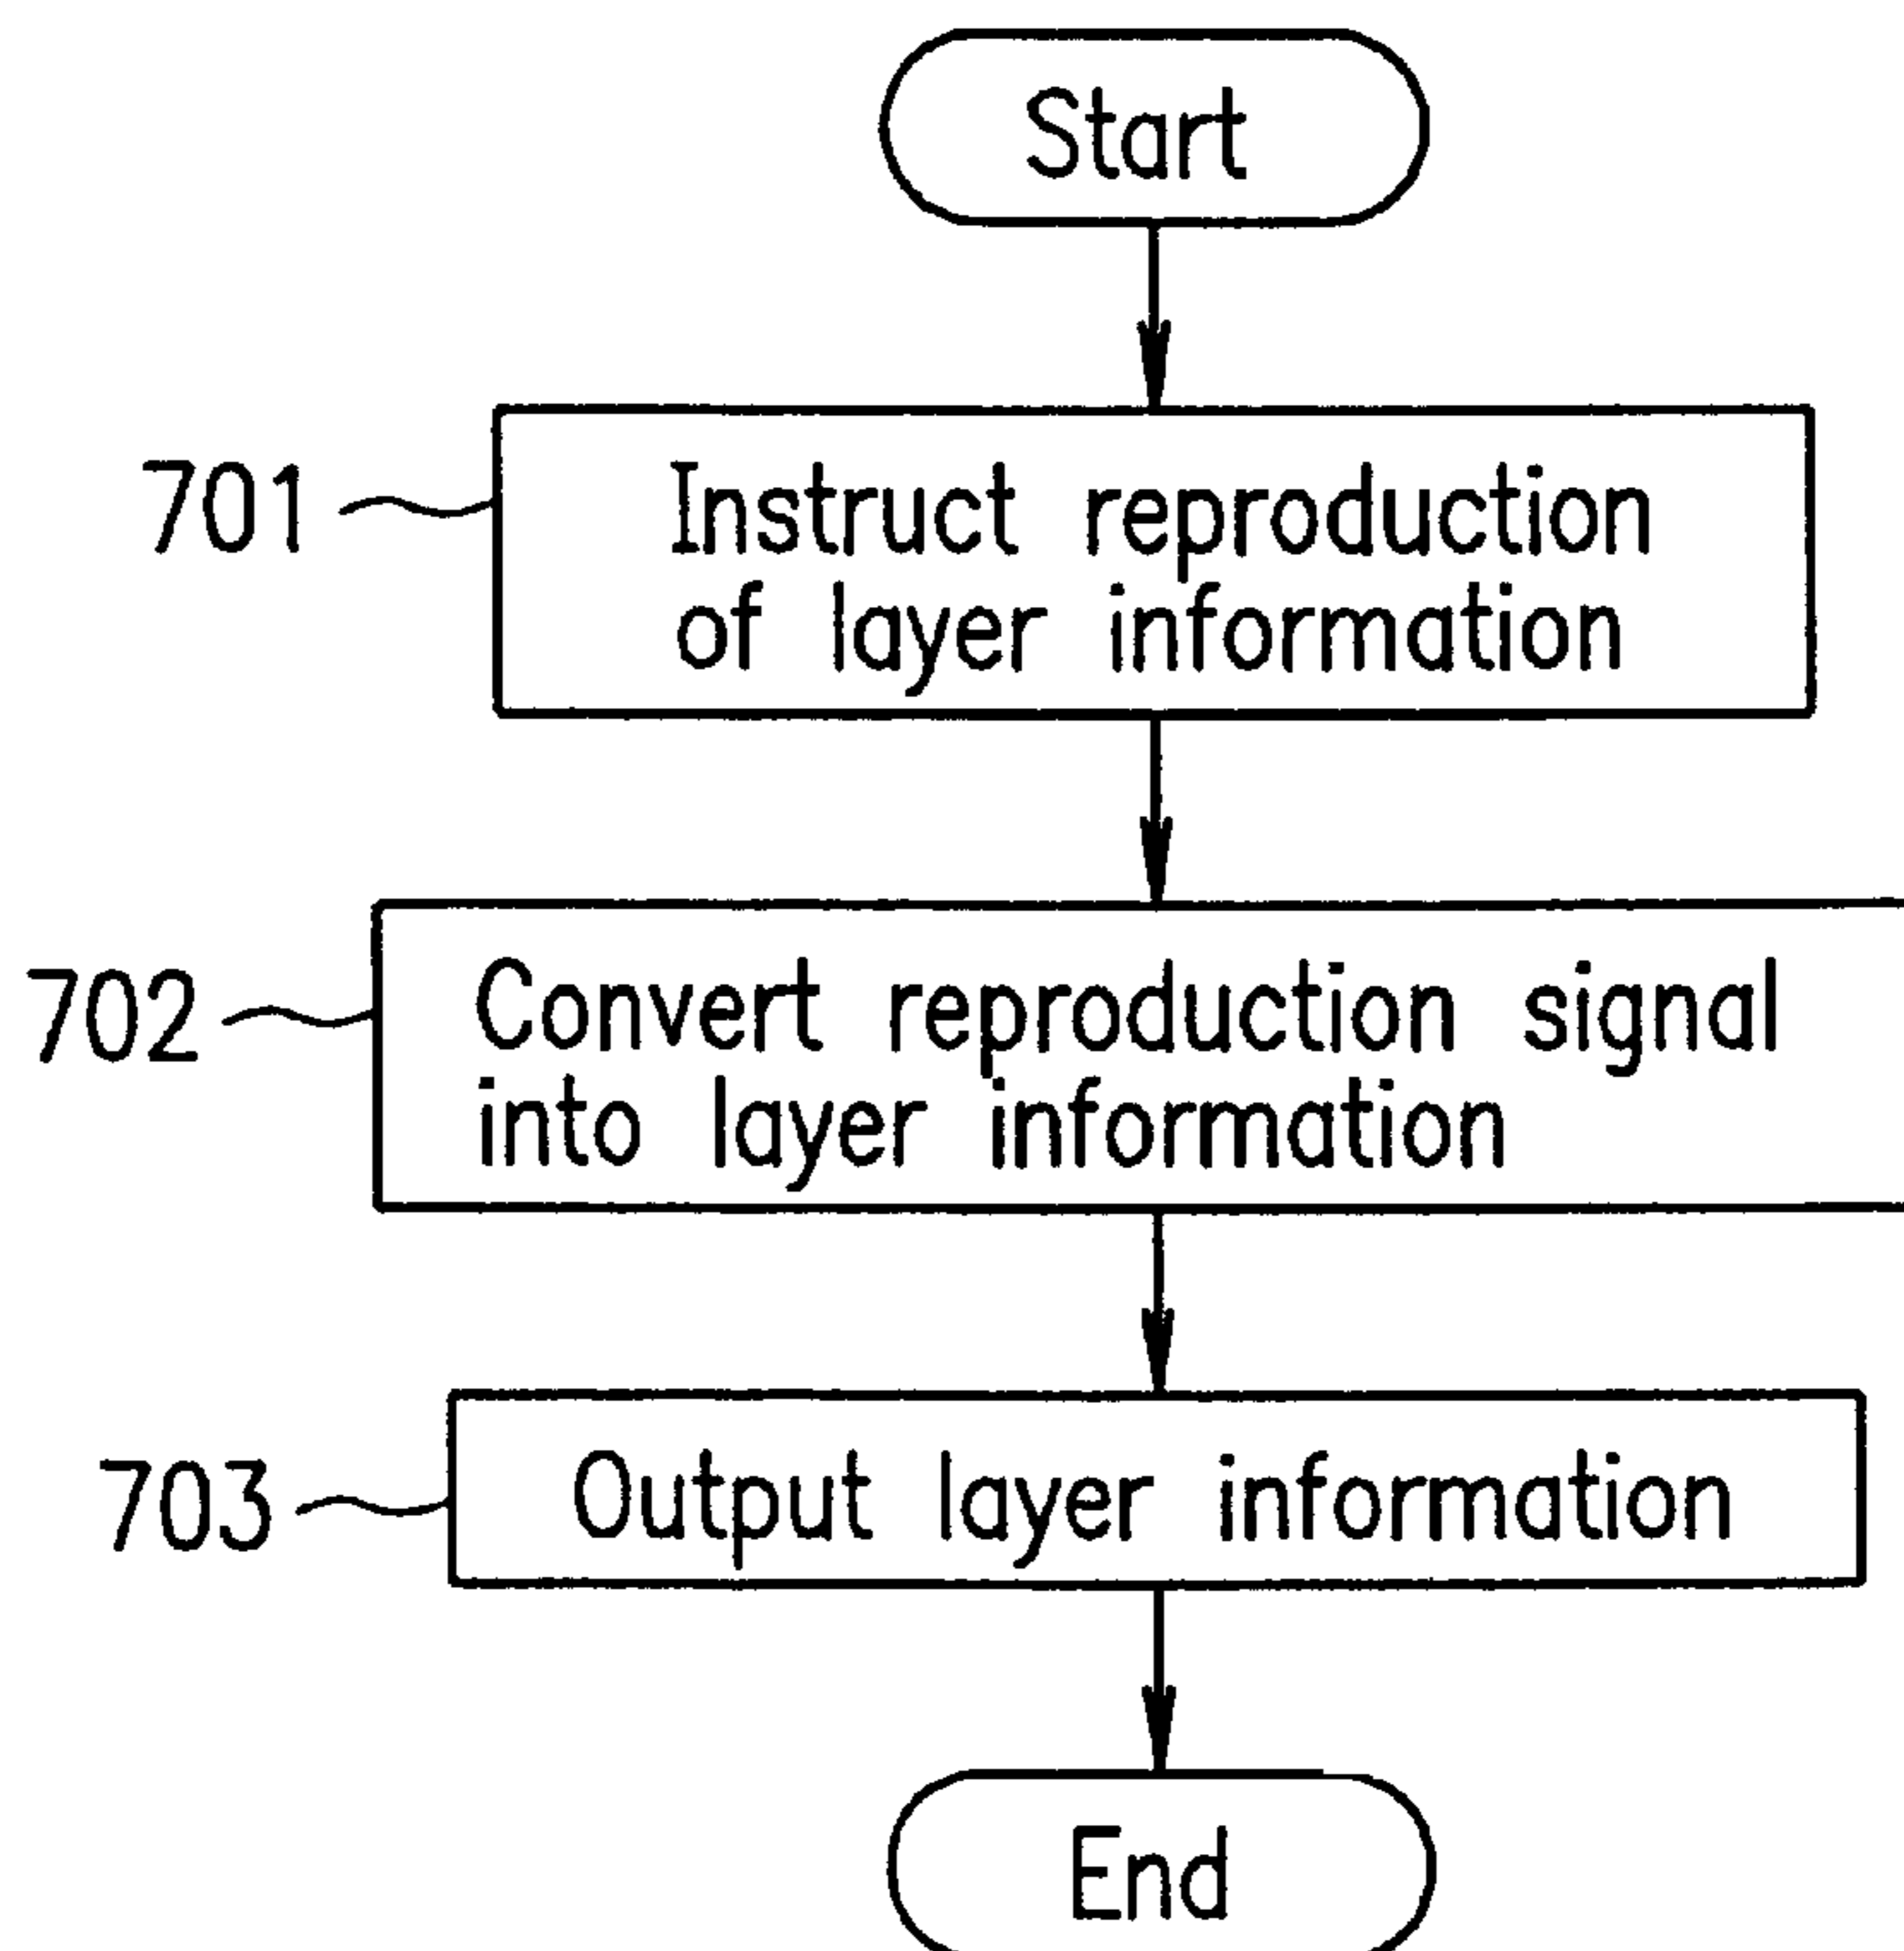 Start
701
Instruct reproduction
of layer information
702
Convert reproduction signal
into layer information
703
Output layer information
End